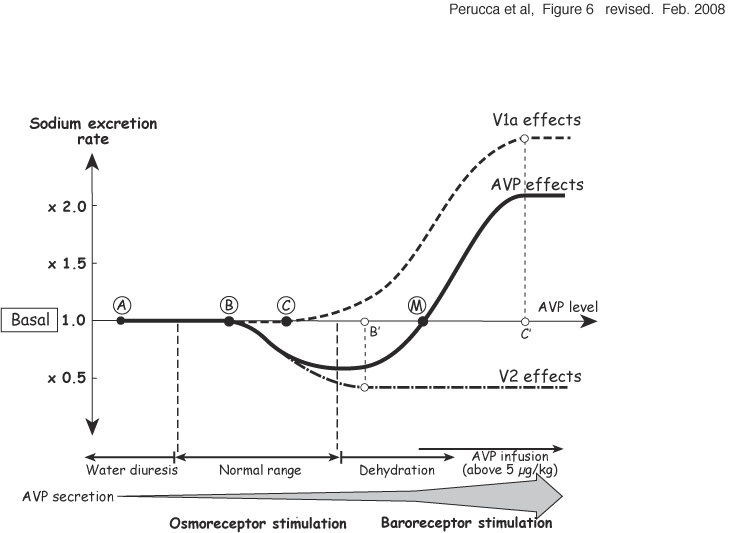 Perucca et al, Figure 6 revised. Feb. 2008
Sodium excretion
rate
V1a effects
AVP effects
x 2.0
x 1.5
A
B
C
M
AVP level
Basal
1.0
B'
C'
x 0.5
V2 effects
Water diuresis
Normal range
Dehydration
AVP infusion
(above 5 µg/kg)
AVP secretion
Osmoreceptor stimulation
Baroreceptor stimulation